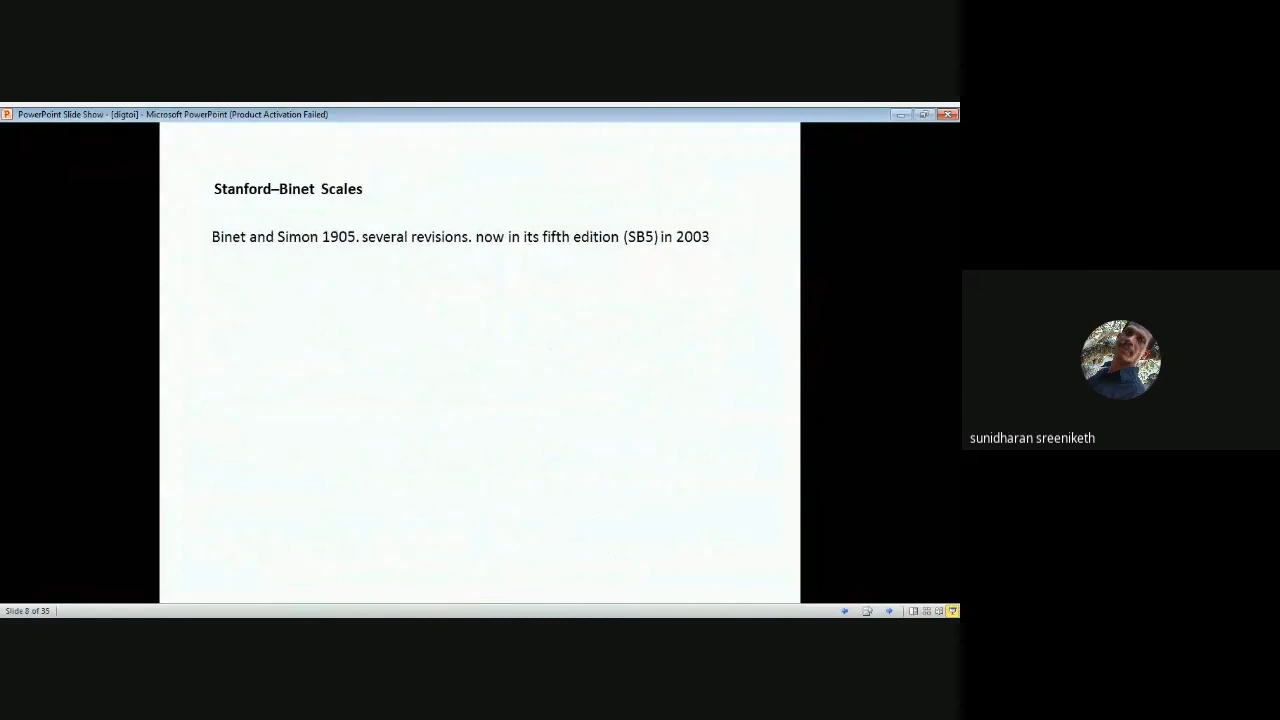 PowerPoint Slide Show - [digtoi] - Microsoft PowerPoint (Product Activation Failed)
Stanford–Binet Scales
Binet and Simon 1905. several revisions. now in its fifth edition (SB5) in 2003
sunidharan sreeniketh
Slide 8 of 35